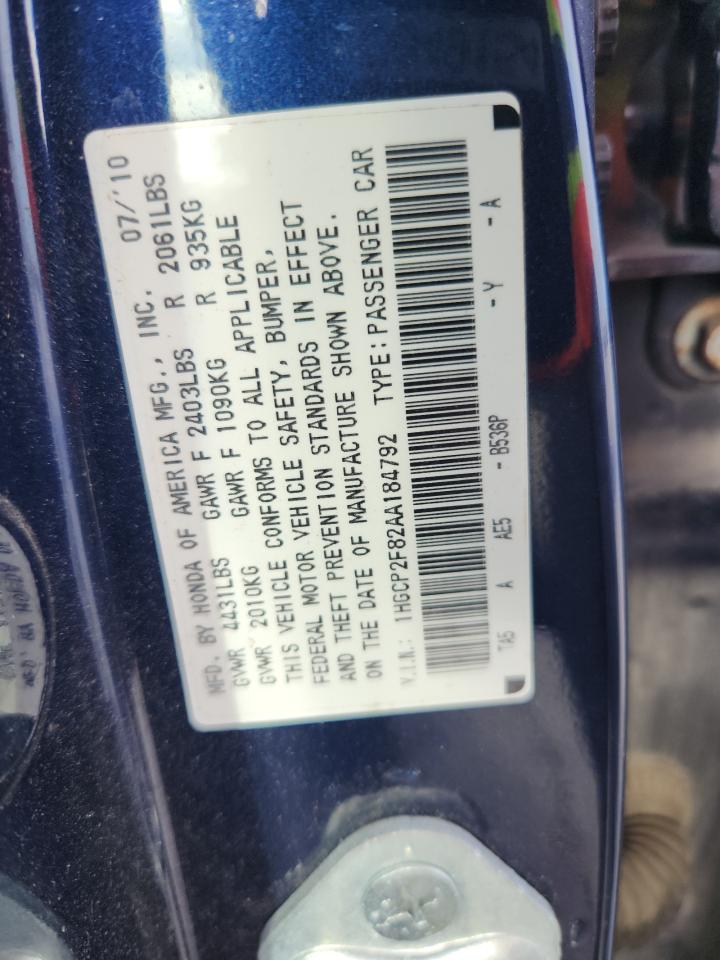 MFD. BY HONDA OF AMERICA MFG., INC. 07/'10
GVWR 4431LBS GAWR F 2403LBS R 2061LBS
GVWR 2010KG GAWR F 1090KG R 935KG
THIS VEHICLE CONFORMS TO ALL APPLICABLE
FEDERAL MOTOR VEHICLE SAFETY, BUMPER,
AND THEFT PREVENTION STANDARDS IN EFFECT
ON THE DATE OF MANUFACTURE SHOWN ABOVE.
V.I.N.: 1HGCP2F82AA184792 TYPE:PASSENGER CAR
TA5 A AE5 - B536P - Y - A